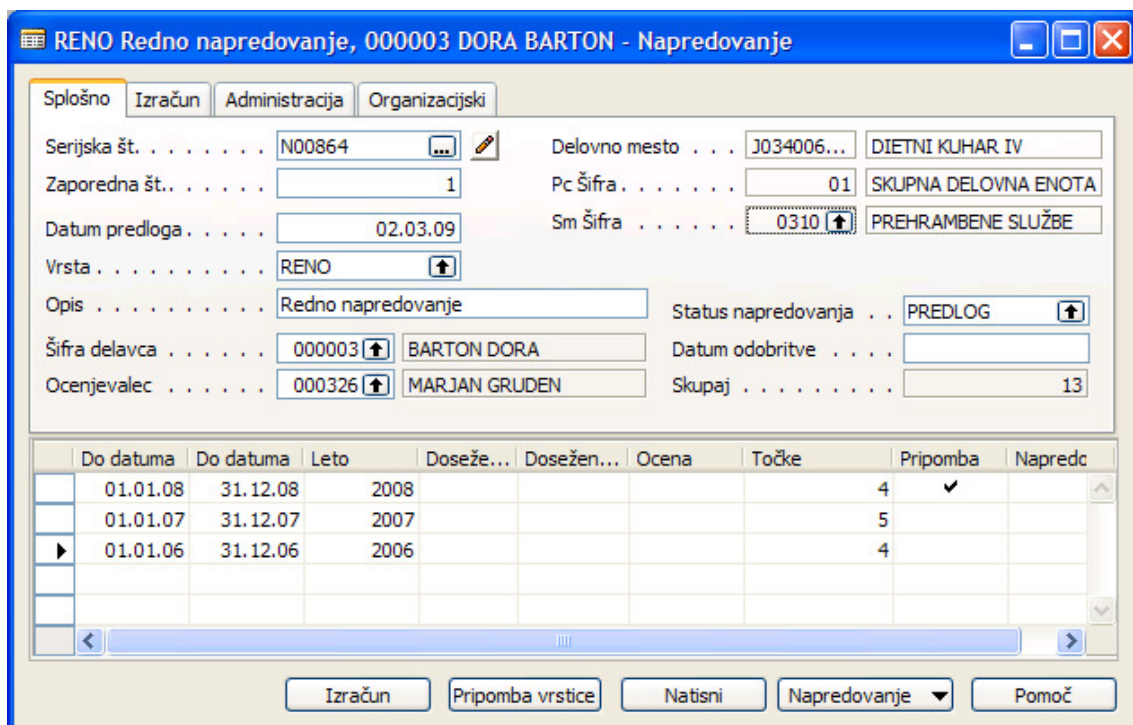 RENO Redno napredovanje, 000003 DORA BARTON - Napredovanje
Splošno Izračun Administracija Organizacijski
Serijska št. . . . . . . . . N00864 ... Delovno mesto . . . J034006... DIETNI KUHAR IV
Zaporedna št.. . . . . . 1 Pc Šifra . . . . . . . 01 SKUPNA DELOVNA ENOTA
Datum predloga . . . . . 02.03.09 Sm Šifra . . . . . . 0310 PREHRAMBENE SLUŽBE
Vrsta . . . . . . . . . . RENO
Opis . . . . . . . . . . Redno napredovanje Status napredovanja . . PREDLOG
Šifra delavca . . . . . . 000003 BARTON DORA Datum odobritve . . . .
Ocenjevalec . . . . . . 000326 MARJAN GRUDEN Skupaj . . . . . . . . . 13
Do datuma Do datuma Leto Doseže... Dosežen... Ocena Točke Pripomba Napredo
01.01.08 31.12.08 2008 4 ✔
01.01.07 31.12.07 2007 5
01.01.06 31.12.06 2006 4
Izračun Pripomba vrstice Natisni Napredovanje Pomoč